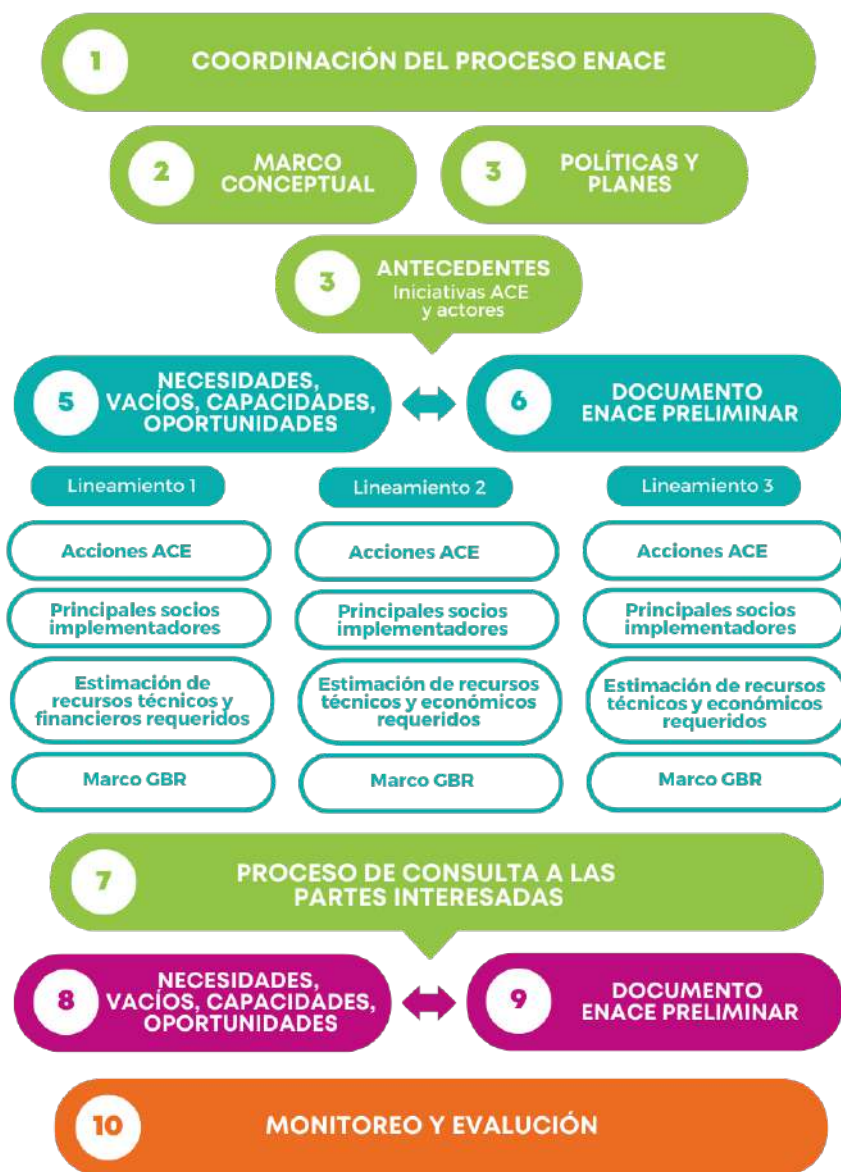 1
COORDINACIÓN DEL PROCESO ENACE
2
MARCO
CONCEPTUAL
3
POLÍTICAS Y
PLANES
3
ANTECEDENTES
Iniciativas ACE
y actores
5
NECESIDADES,
VACÍOS, CAPACIDADES,
OPORTUNIDADES
6
DOCUMENTO
ENACE PRELIMINAR
Lineamiento 1
Lineamiento 2
Lineamiento 3
Acciones ACE
Acciones ACE
Acciones ACE
Principales socios
implementadores
Principales socios
implementadores
Principales socios
implementadores
Estimación de
recursos técnicos y
financieros requeridos
Estimación de recursos
técnicos y económicos
requeridos
Estimación de recursos
técnicos y económicos
requeridos
Marco GBR
Marco GBR
Marco GBR
7
PROCESO DE CONSULTA A LAS
PARTES INTERESADAS
8
NECESIDADES,
VACÍOS, CAPACIDADES,
OPORTUNIDADES
9
DOCUMENTO
ENACE PRELIMINAR
10
MONITOREO Y EVALUCIÓN